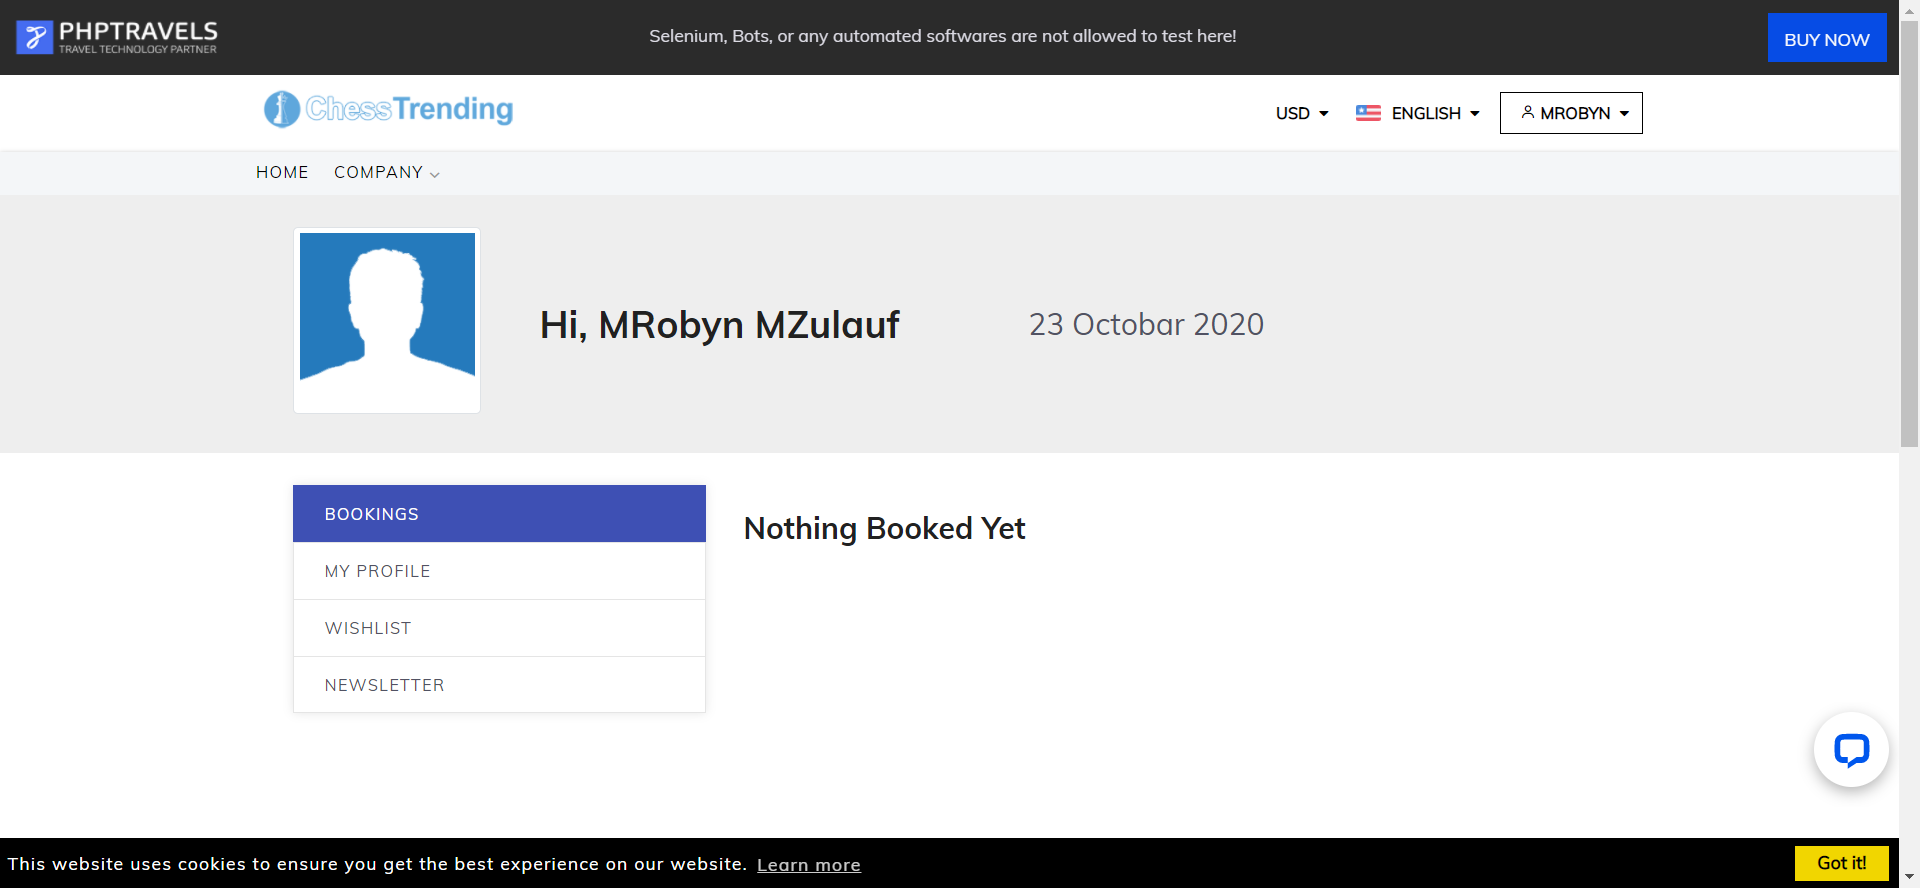 PHPTRAVELS
TRAVEL TECHNOLOGY PARTNER
Selenium, Bots, or any automated softwares are not allowed to test here!
BUY NOW
ChessTrending
USD
ENGLISH
MROBYN
HOME
COMPANY
Hi, MRobyn MZulauf
23 Octobar 2020
BOOKINGS
MY PROFILE
WISHLIST
NEWSLETTER
Nothing Booked Yet
This website uses cookies to ensure you get the best experience on our website. Learn more
Got it!